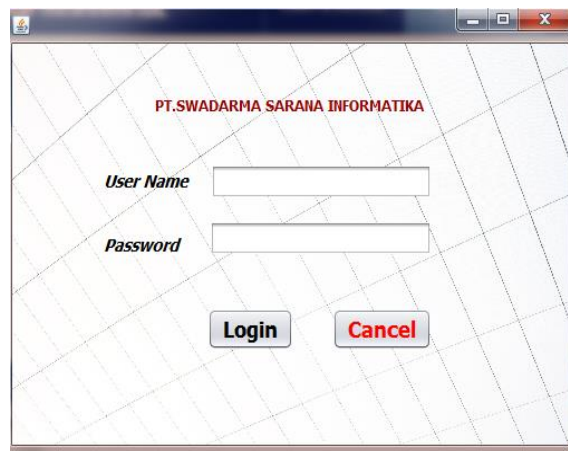 PT.SWADARMA SARANA INFORMATIKA
User Name
Password
Login Cancel